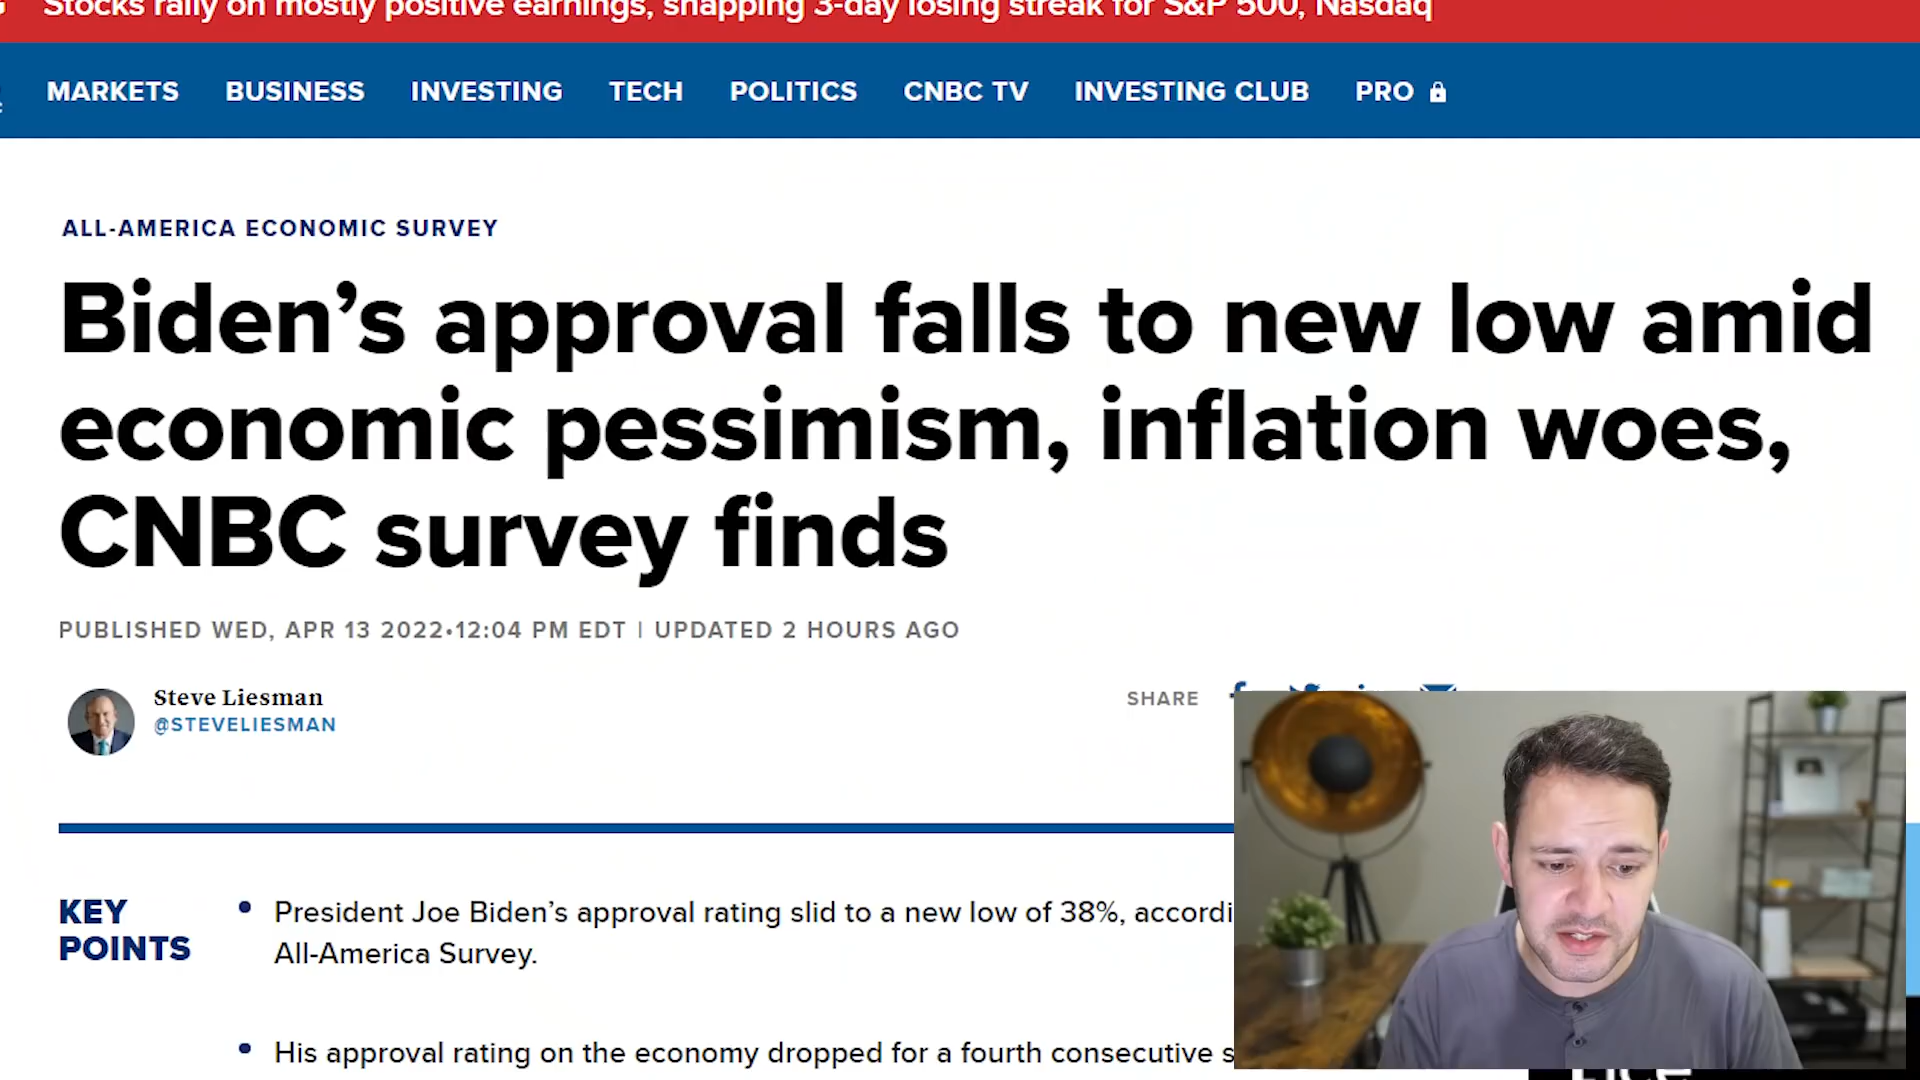 Stocks rally on mostly positive earnings, snapping 3-day losing streak for S&P 500, Nasdaq
MARKETS BUSINESS INVESTING TECH POLITICS CNBC TV INVESTING CLUB PRO
ALL-AMERICA ECONOMIC SURVEY
Biden’s approval falls to new low amid
economic pessimism, inflation woes,
CNBC survey finds
PUBLISHED WED, APR 13 2022•12:04 PM EDT | UPDATED 2 HOURS AGO
Steve Liesman
@STEVELIESMAN
SHARE
KEY
POINTS
• President Joe Biden’s approval rating slid to a new low of 38%, accordi
All-America Survey.
• His approval rating on the economy dropped for a fourth consecutive s